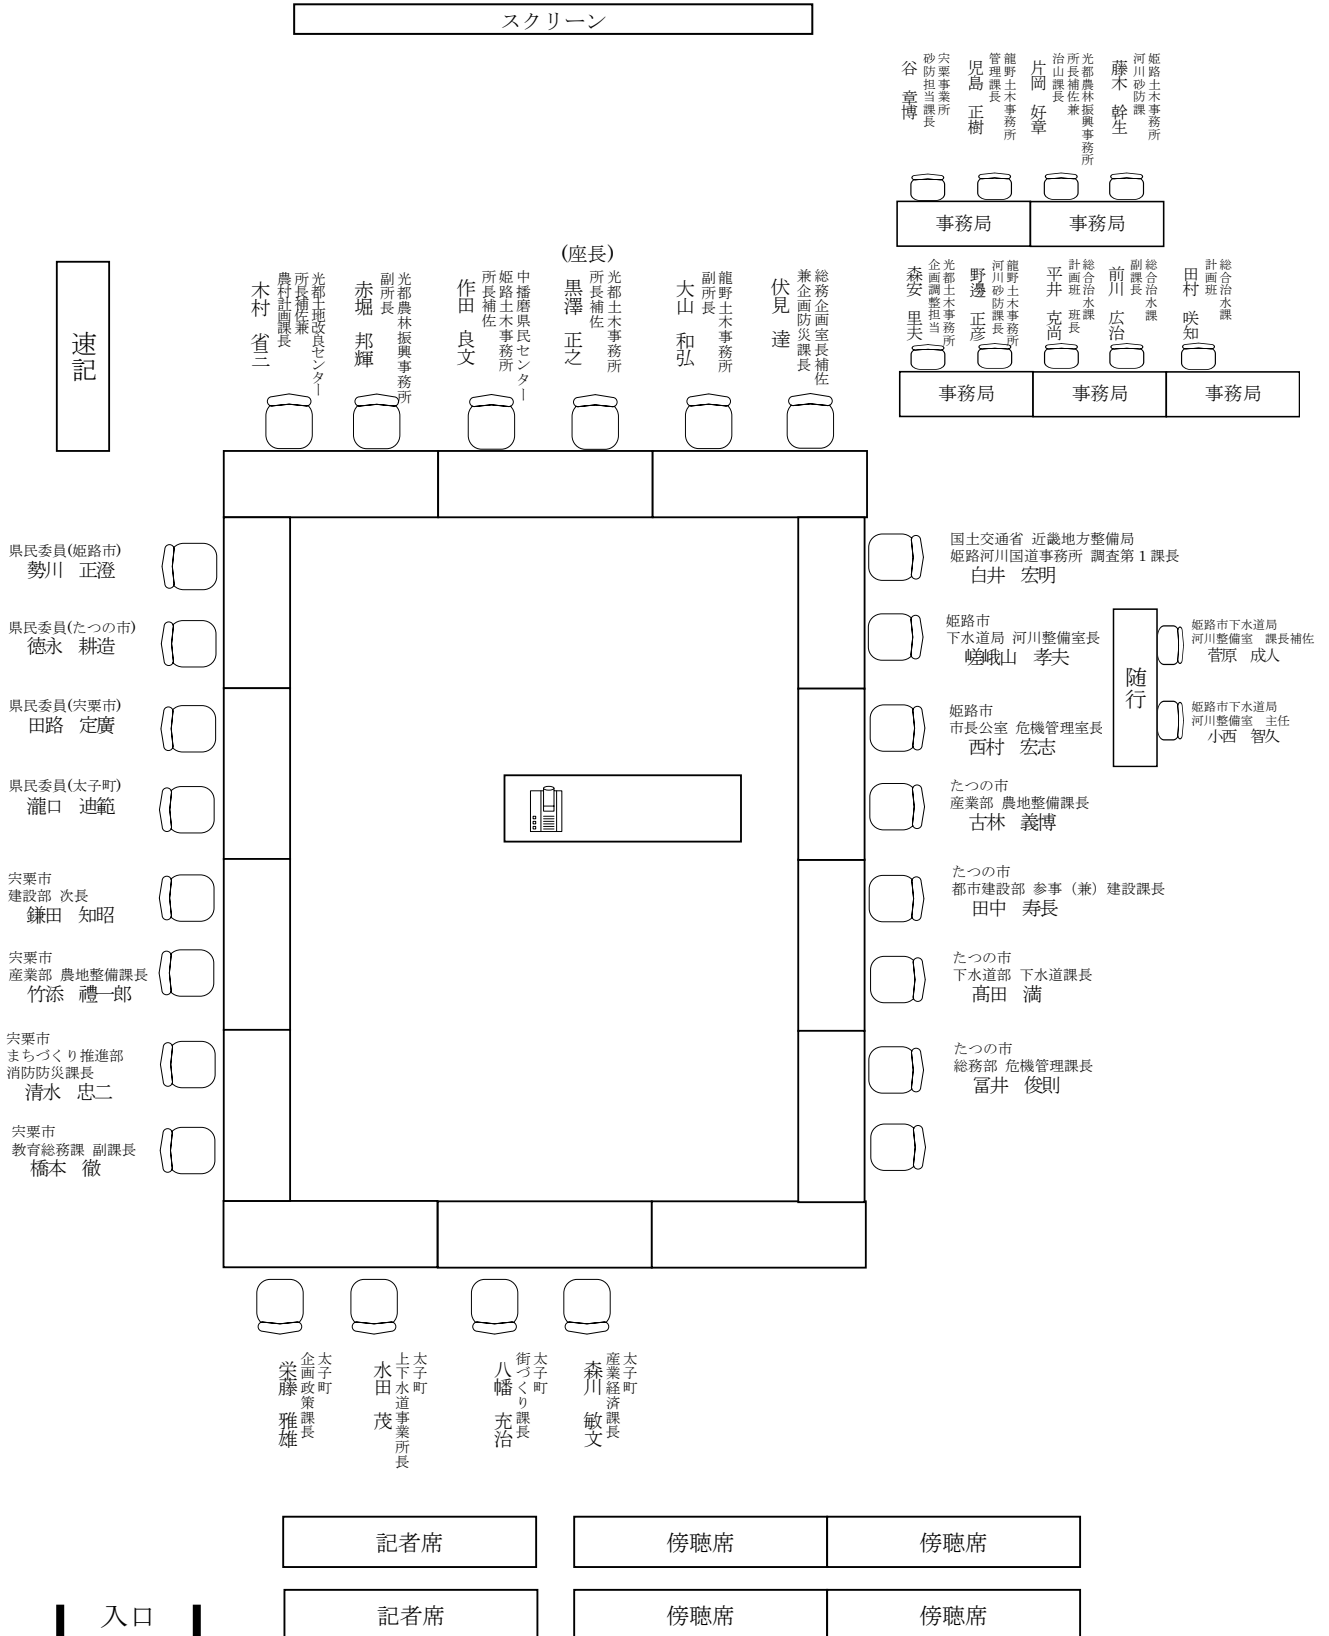 スクリーン
宍粟事業所
砂防担当課長
谷 章博
龍野土木事務所
管理課長
児島 正樹
光都農林振興事務所
所長補佐兼
治山課長
片岡 好章
姫路土木事務所
河川砂防課
藤木 幹生
事務局
事務局
光都土木事務所
企画調整担当
森安 里夫
龍野土木事務所
河川砂防課長
野邊 正彦
総合治水課
計画班 班長
平井 克尚
総合治水課
副課長
前川 広治
総合治水課
計画班
田村 咲知
事務局
事務局
事務局
速記
光都土地改良センター
所長補佐兼
農村計画課長
木村 省三
光都農林振興事務所
副所長
赤堀 邦輝
中播磨県民センター
姫路土木事務所
所長補佐
作田 良文
(座長)
光都土木事務所
所長補佐
黒澤 正之
龍野土木事務所
副所長
大山 和弘
総務企画室長補佐
兼企画防災課長
伏見 達
県民委員(姫路市)
勢川 正澄
県民委員(たつの市)
徳永 耕造
県民委員(宍粟市)
田路 定廣
県民委員(太子町)
瀧口 迪範
宍粟市
建設部 次長
鎌田 知昭
宍粟市
産業部 農地整備課長
竹添 禮一郎
宍粟市
まちづくり推進部
消防防災課長
清水 忠二
宍粟市
教育総務課 副課長
橋本 徹
国土交通省 近畿地方整備局
姫路河川国道事務所 調査第1課長
白井 宏明
姫路市
下水道局 河川整備室長
嵯峨山 孝夫
姫路市
市長公室 危機管理室長
西村 宏志
たつの市
産業部 農地整備課長
古林 義博
たつの市
都市建設部 参事（兼）建設課長
田中 寿長
たつの市
下水道部 下水道課長
髙田 満
たつの市
総務部 危機管理課長
冨井 俊則
随行
姫路市下水道局
河川整備室 課長補佐
菅原 成人
姫路市下水道局
河川整備室 主任
小西 智久
太子町
企画政策課長
栄藤 雅雄
太子町
上下水道事業所長
水田 茂
太子町
街づくり課長
八幡 充治
太子町
産業経済課長
森川 敏文
記者席
傍聴席
傍聴席
入口
記者席
傍聴席
傍聴席